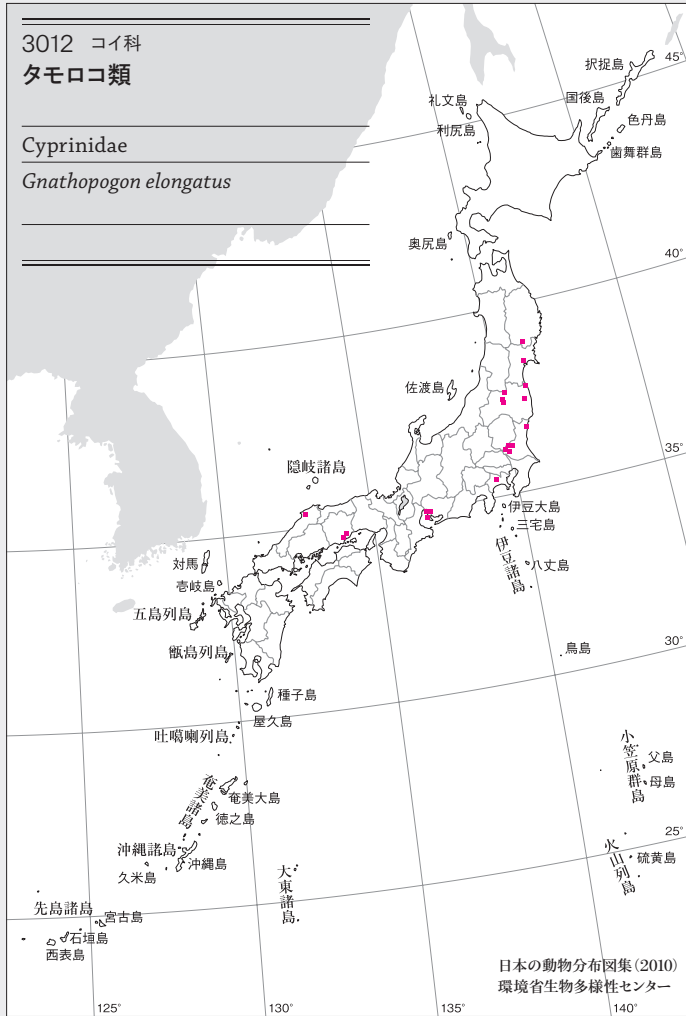 3012 コイ科
タモロコ類
Cyprinidae
Gnathopogon elongatus
択捉島
45°
国後島
礼文島
色丹島
利尻島
歯舞群島
奥尻島
40°
佐渡島
35°
隠岐諸島
伊豆大島
三宅島
伊豆諸島
八丈島
対馬
壱岐島
五島列島
甑島列島
鳥島
30°
種子島
屋久島
吐噶喇列島
小笠原群島
父島
母島
奄美諸島
奄美大島
徳之島
25°
沖縄諸島
沖縄島
久米島
火山列島
硫黄島
大東諸島
先島諸島
宮古島
石垣島
西表島
日本の動物分布図集(2010)
環境省生物多様性センター
125°
130°
135°
140°